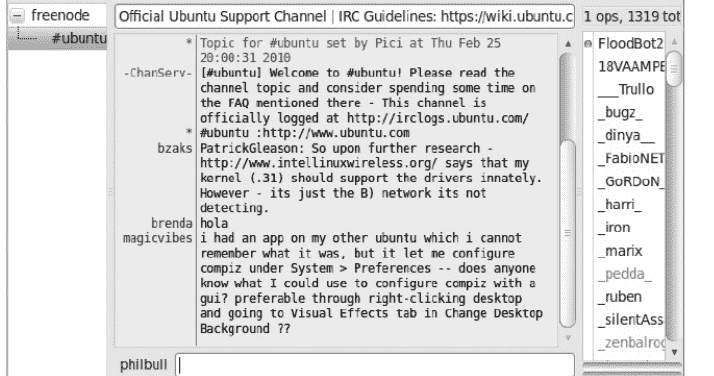 freenode
#ubuntu
Official Ubuntu Support Channel | IRC Guidelines: https://wiki.ubuntu.c
1 ops, 1319 tot
* Topic for #ubuntu set by Pici at Thu Feb 25
20:00:31 2010
-ChanServ- [#ubuntu] Welcome to #ubuntu! Please read the
channel topic and consider spending some time on
the FAQ mentioned there - This channel is
officially logged at http://irclogs.ubuntu.com/
* #ubuntu :http://www.ubuntu.com
bzaks PatrickGleason: So upon further research -
http://www.intellinuxwireless.org/ says that my
kernel (.31) should support the drivers innately.
However - its just the B) network its not
detecting.
brenda hola
magicvibes i had an app on my other ubuntu which i cannot
remember what it was, but it let me configure
compiz under System > Preferences -- does anyone
know what I could use to configure compiz with a
gui? preferable through right-clicking desktop
and going to Visual Effects tab in Change Desktop
Background ??
philbull
FloodBot2
18VAAMPE
___Trullo
_bugz_
_dinya__
_FabioNET
_GoRDoN_
_harri_
_iron
_marix
_pedda_
_ruben
_silentAss
_zenbalrog